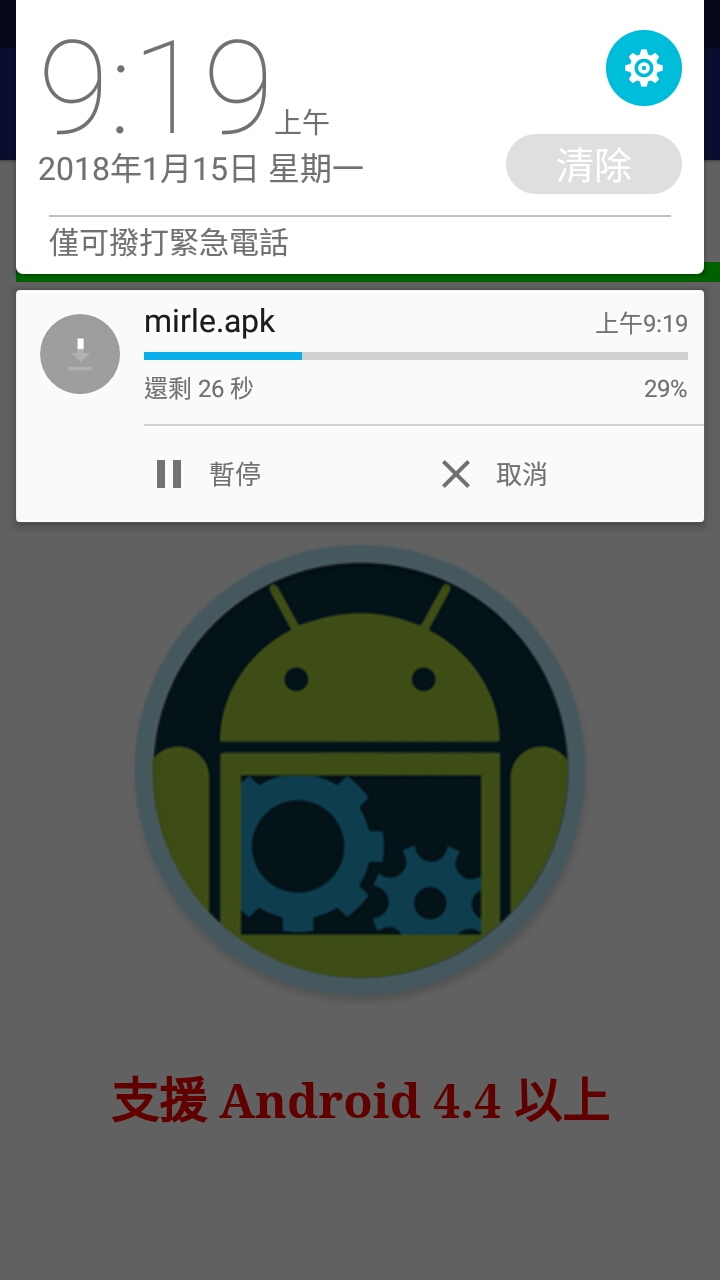 9:19上午
2018年1月15日 星期一
清除
僅可撥打緊急電話
mirle.apk 上午9:19
還剩 26 秒 29%
暫停 取消
支援 Android 4.4 以上